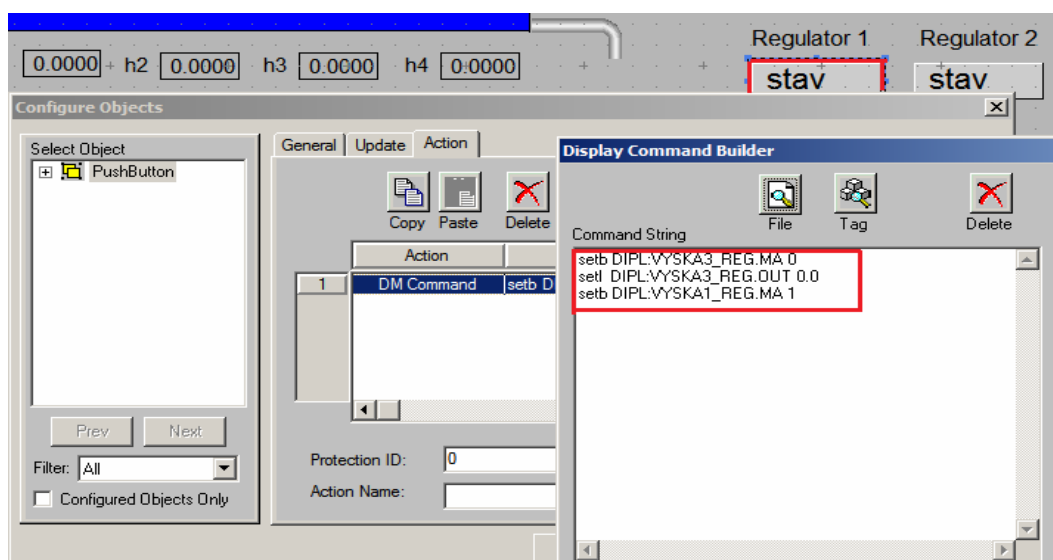 Regulator 1 Regulator 2
0.0000 h2 0.0000 h3 0.0000 h4 0.0000
stav stav
Configure Objects
Select Object
PushButton
General Update Action
Display Command Builder
Copy Paste Delete
File Tag Delete
Command String
Action
1 DM Command setb D
setb DIPL:VYSKA3_REG.MA 0
setl DIPL:VYSKA3_REG.OUT 0.0
setb DIPL:VYSKA1_REG.MA 1
Prev Next
Filter: All
Configured Objects Only
Protection ID: 0
Action Name: